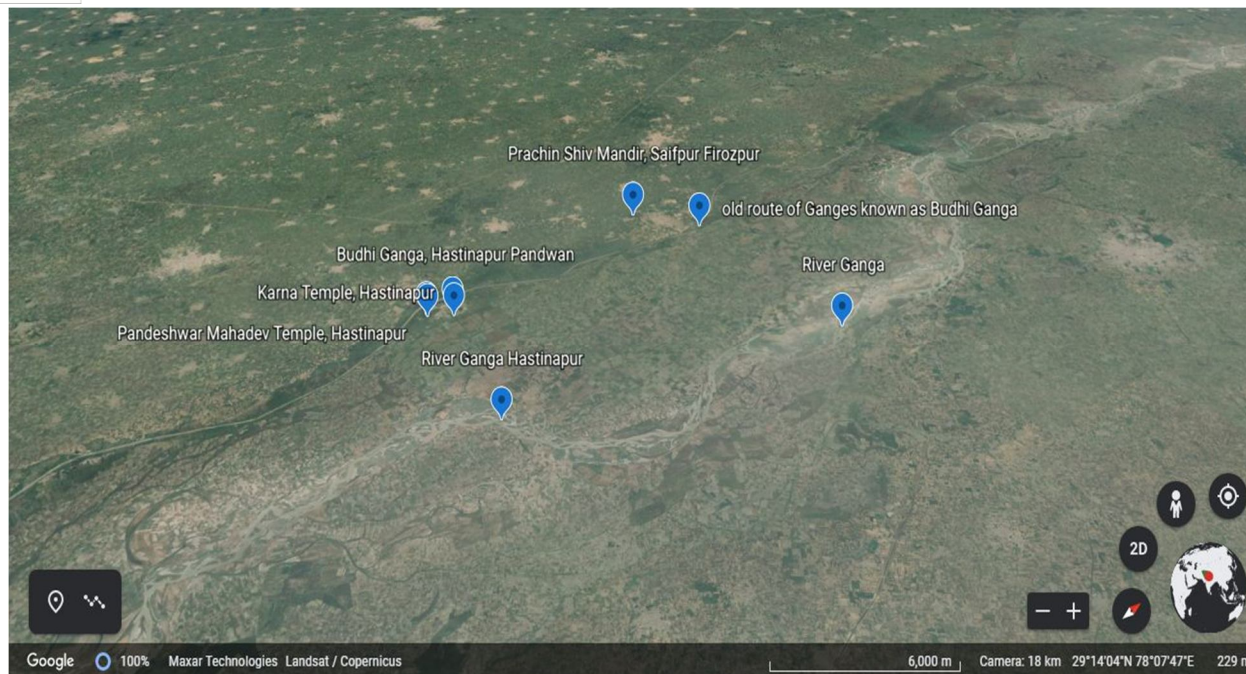 Prachin Shiv Mandir, Saifpur Firozpur
old route of Ganges known as Budhi Ganga
Budhi Ganga, Hastinapur Pandwan
River Ganga
Karna Temple, Hastinapur
Pandeshwar Mahadev Temple, Hastinapur
River Ganga Hastinapur
2D
Google 100% Maxar Technologies Landsat / Copernicus 6,000 m Camera: 18 km 29°14'04"N 78°07'47"E 229 m